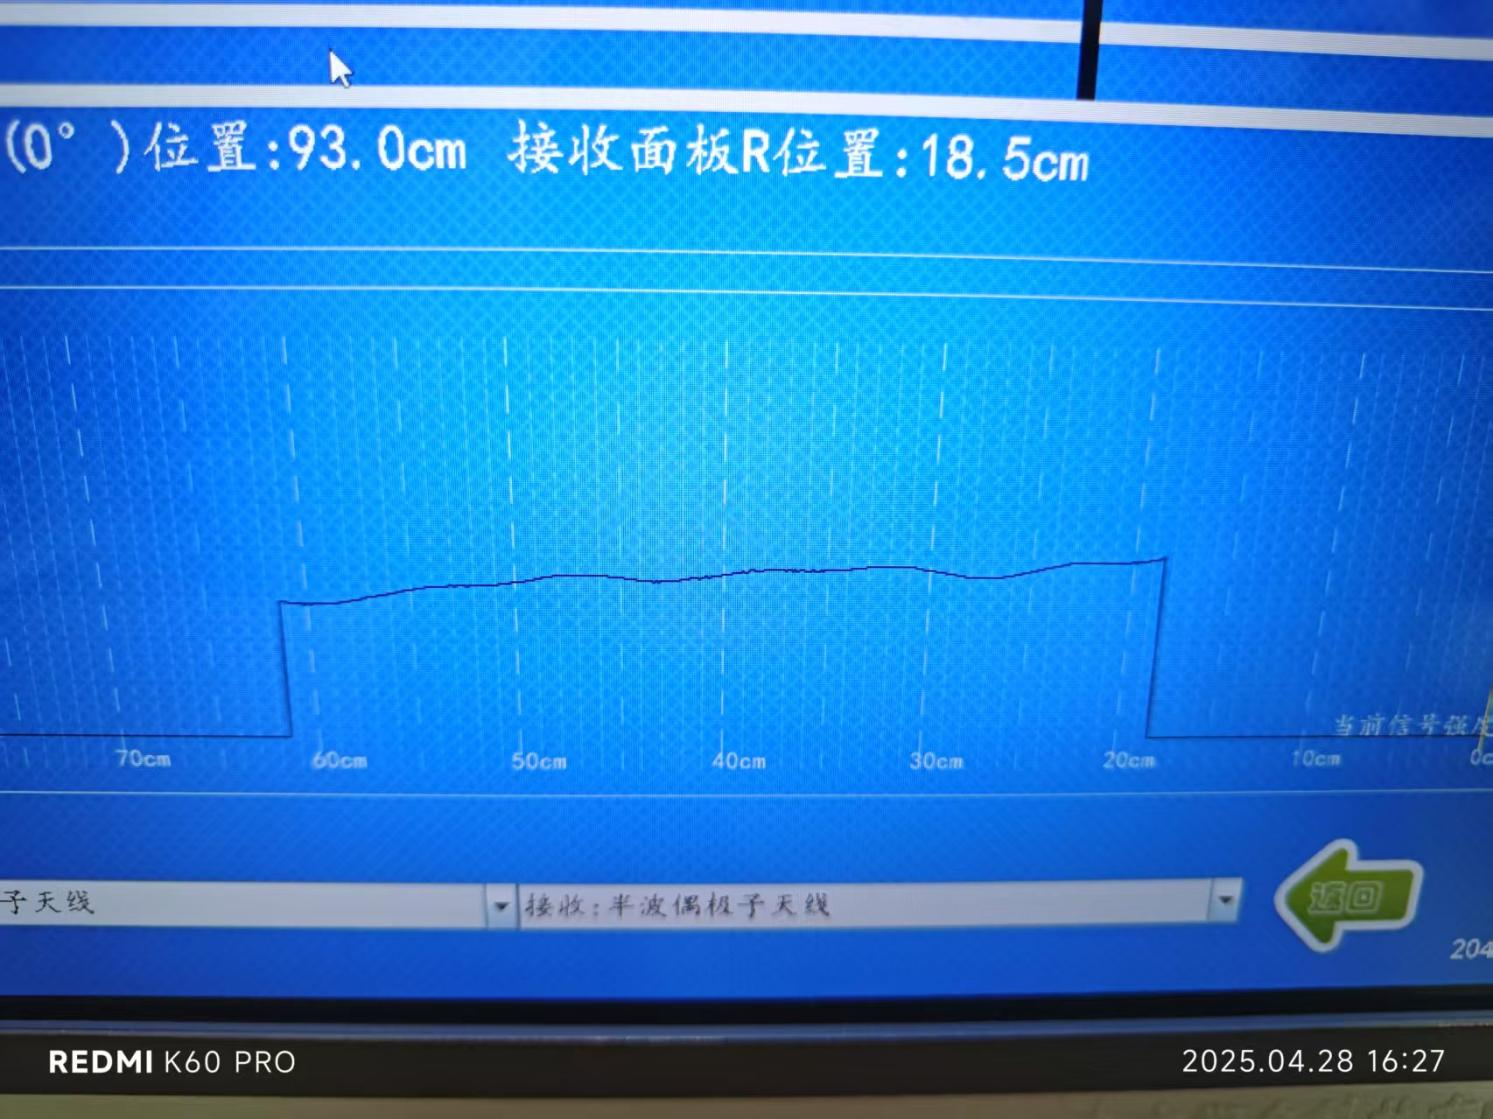 (0° )位置:93.0cm 接收面板R位置:18.5cm
当前信号强
70cm 60cm 50cm 40cm 30cm 20cm 10cm
子天线 接收:半波偶极子天线 返回
204
REDMI K60 PRO 2025.04.28 16:27